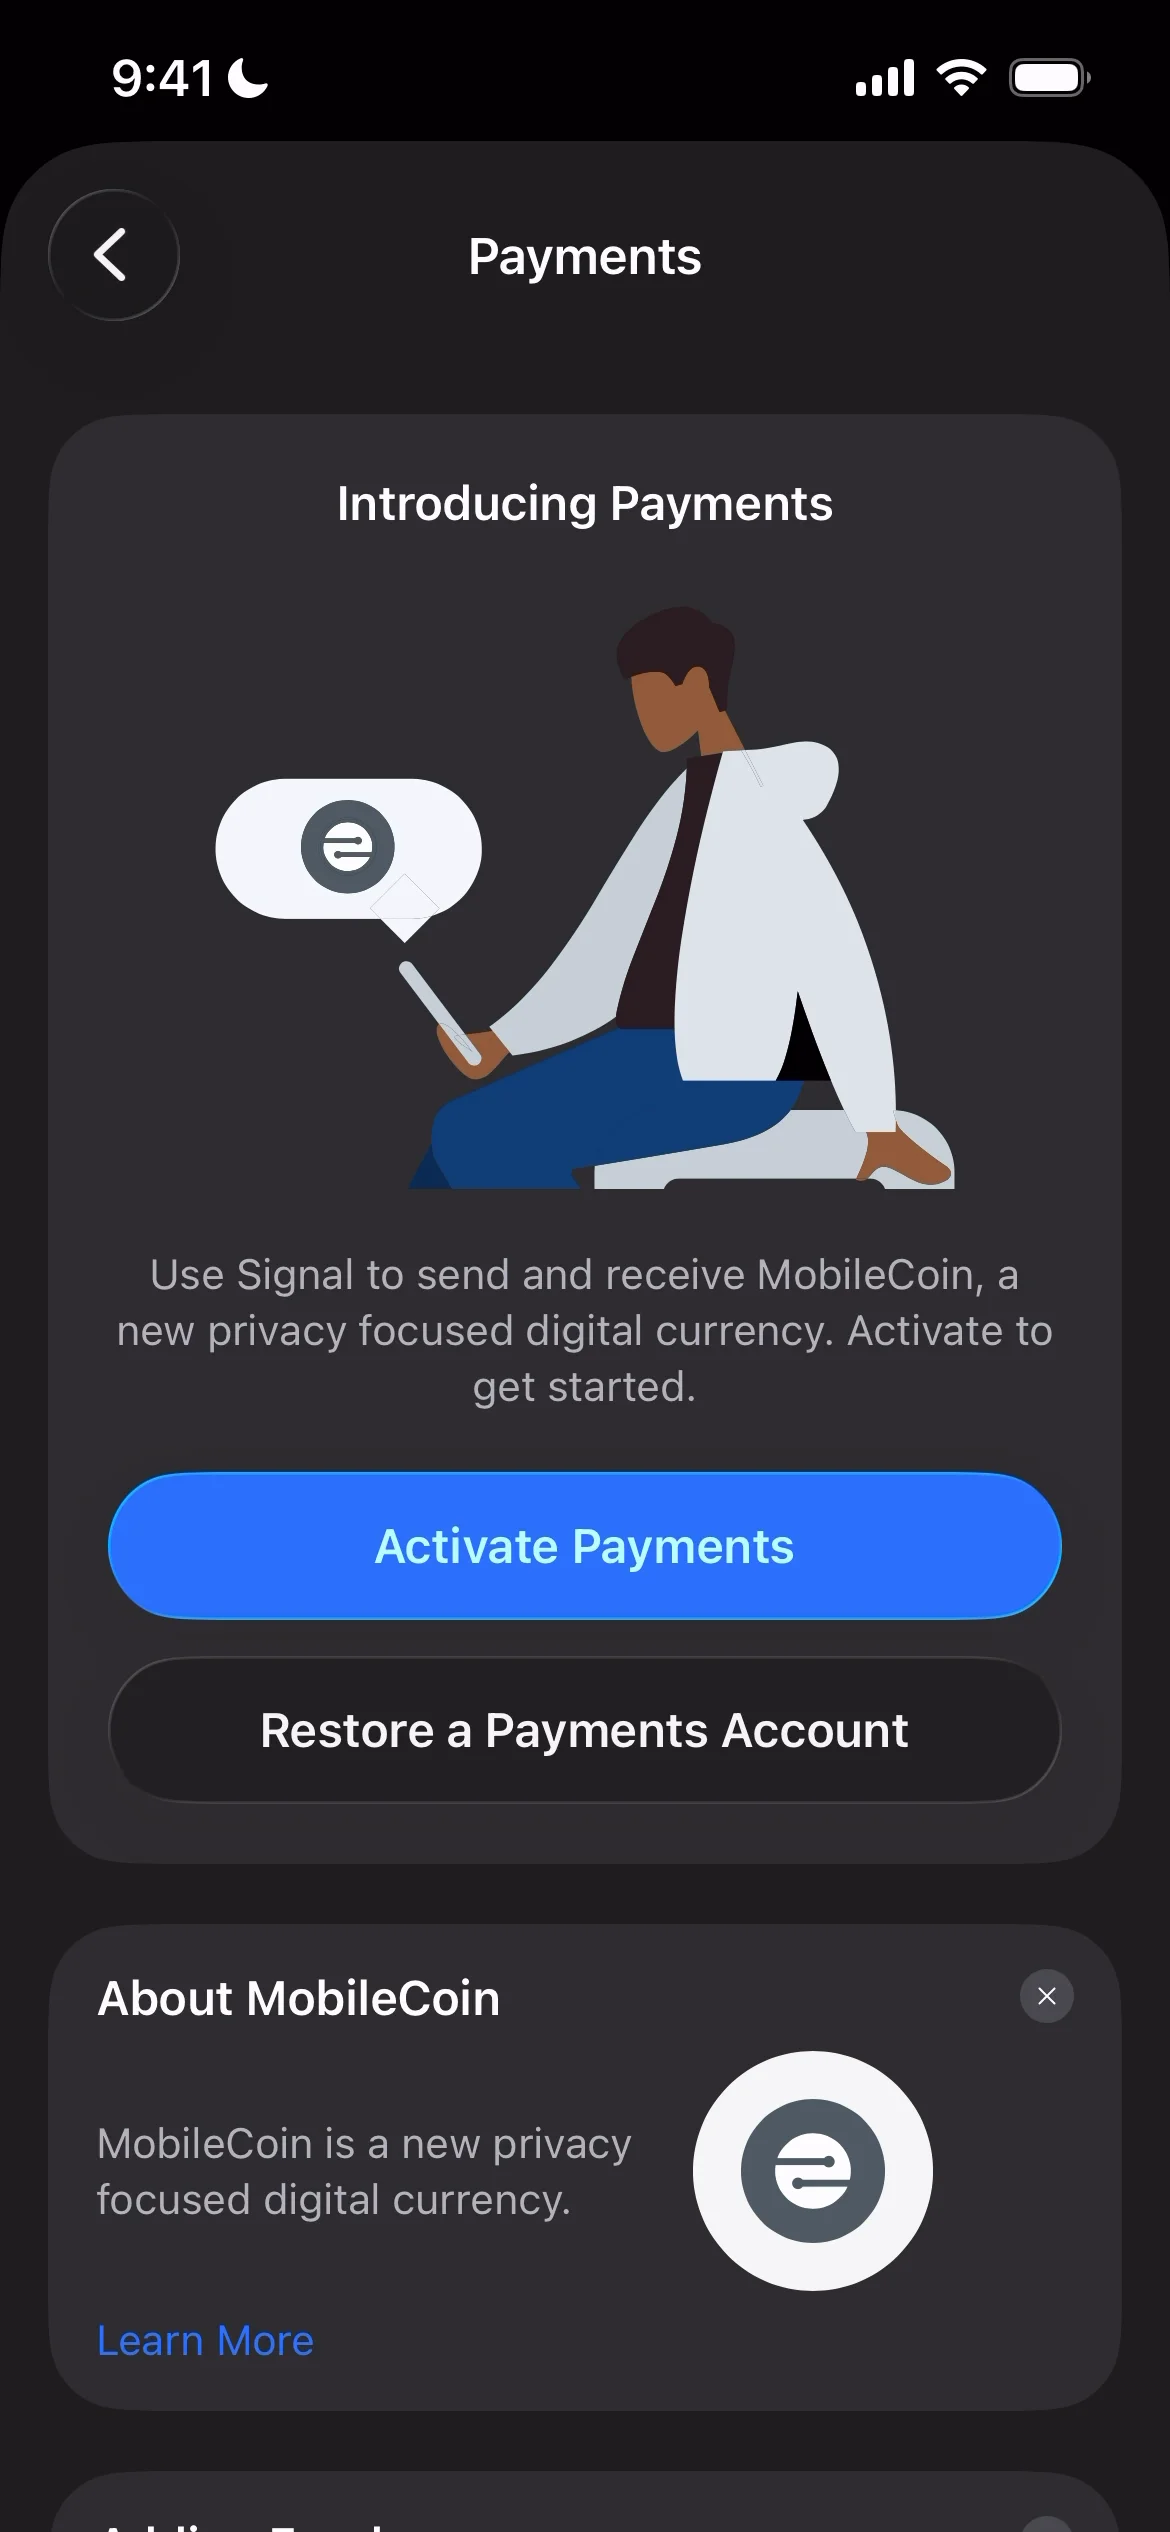 9:41
Payments
Introducing Payments
Use Signal to send and receive MobileCoin, a
new privacy focused digital currency. Activate to
get started.
Activate Payments
Restore a Payments Account
About MobileCoin
MobileCoin is a new privacy
focused digital currency.
Learn More